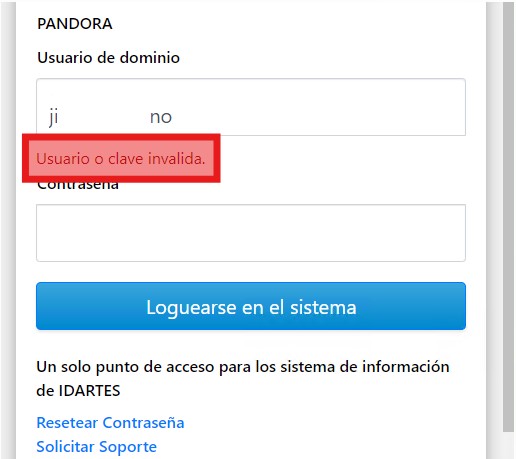 PANDORA
Usuario de dominio
ji no
Usuario o clave invalida.
Contraseña
Loguearse en el sistema
Un solo punto de acceso para los sistema de información
de IDARTES
Resetear Contraseña
Solicitar Soporte